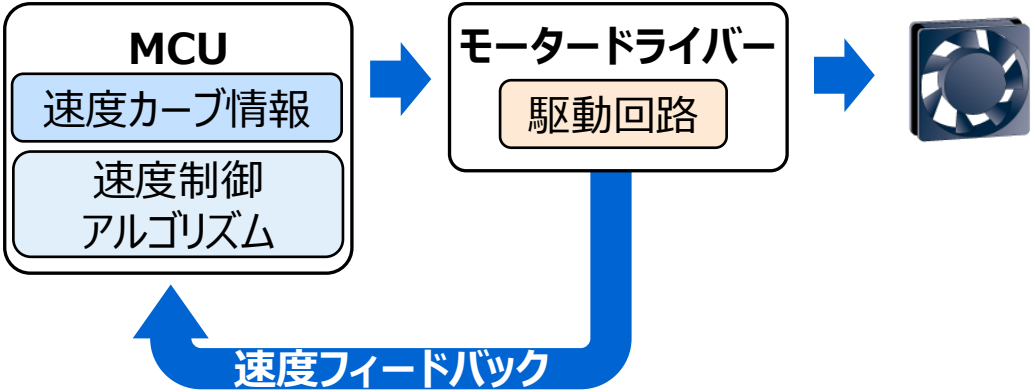 MCU
速度カーブ情報
速度制御
アルゴリズム
モータードライバー
駆動回路
速度フィードバック